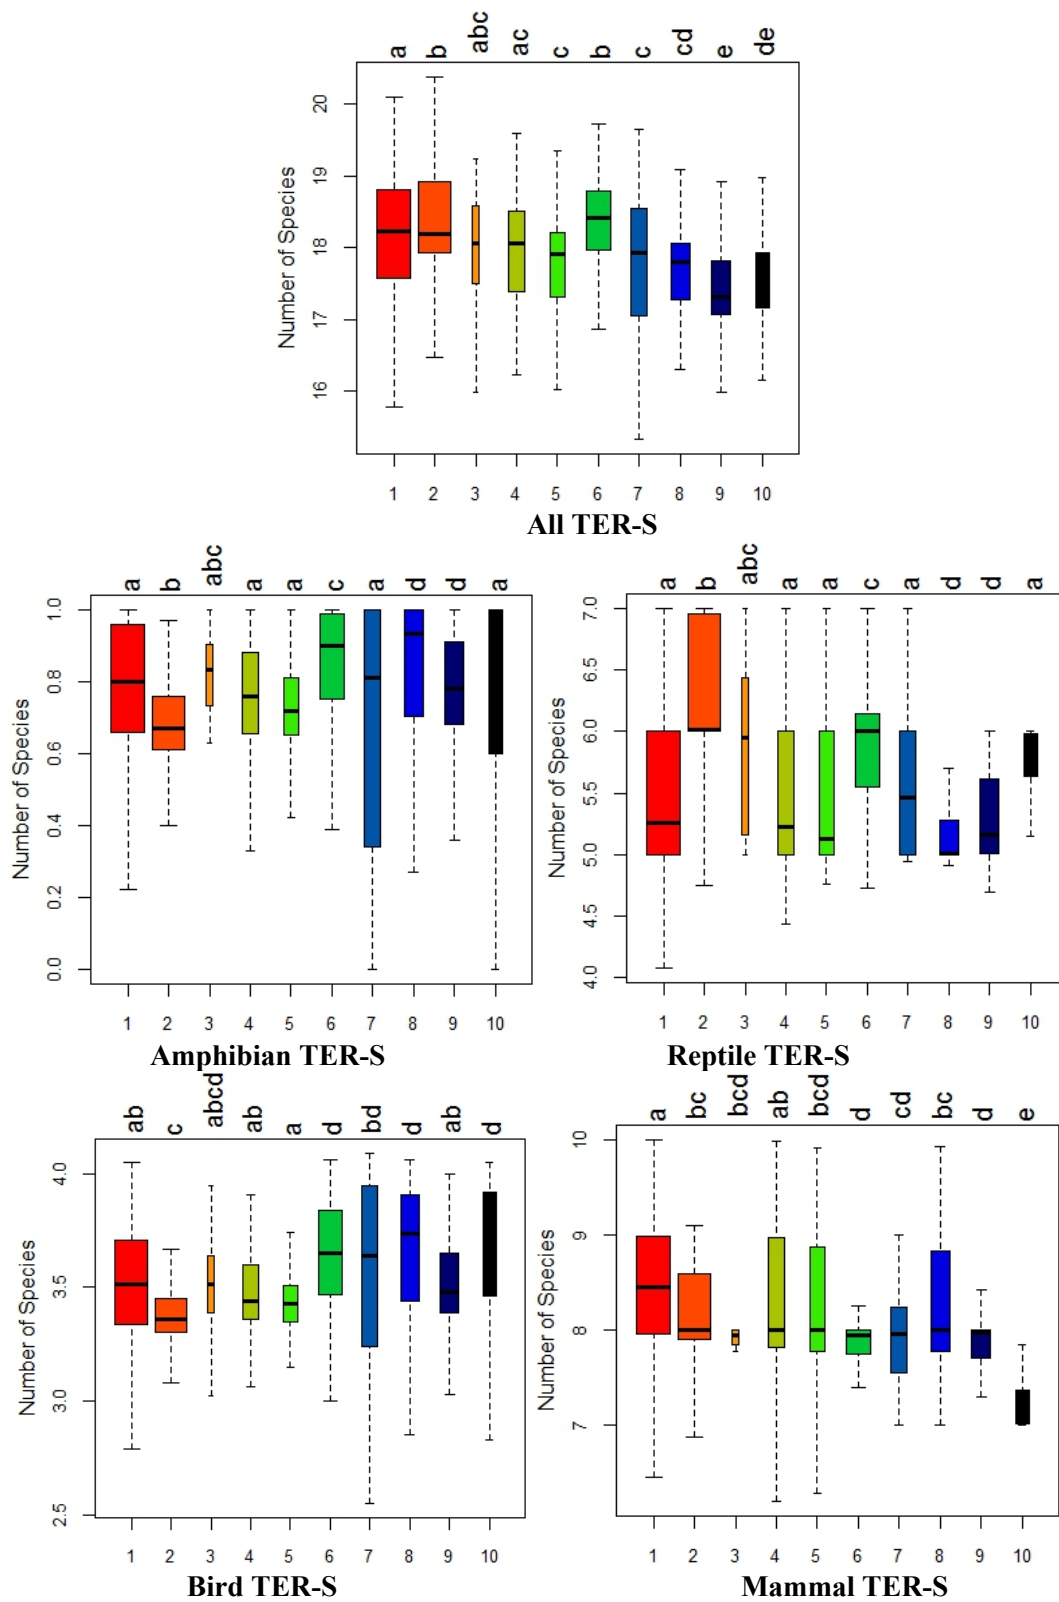 a b abc ac c b c cd e de
Number of Species
20
19
18
17
16
1 2 3 4 5 6 7 8 9 10
All TER-S
a b abc a a c a d d a
Number of Species
1.0
0.8
0.6
0.4
0.2
0.0
1 2 3 4 5 6 7 8 9 10
Amphibian TER-S
a b abc a a c a d d a
Number of Species
7.0
6.5
6.0
5.5
5.0
4.5
4.0
1 2 3 4 5 6 7 8 9 10
Reptile TER-S
ab c abcd ab a d bd d ab d
Number of Species
4.0
3.5
3.0
2.5
1 2 3 4 5 6 7 8 9 10
Bird TER-S
a bc bcd ab bcd d cd bc d e
Number of Species
10
9
8
7
1 2 3 4 5 6 7 8 9 10
Mammal TER-S